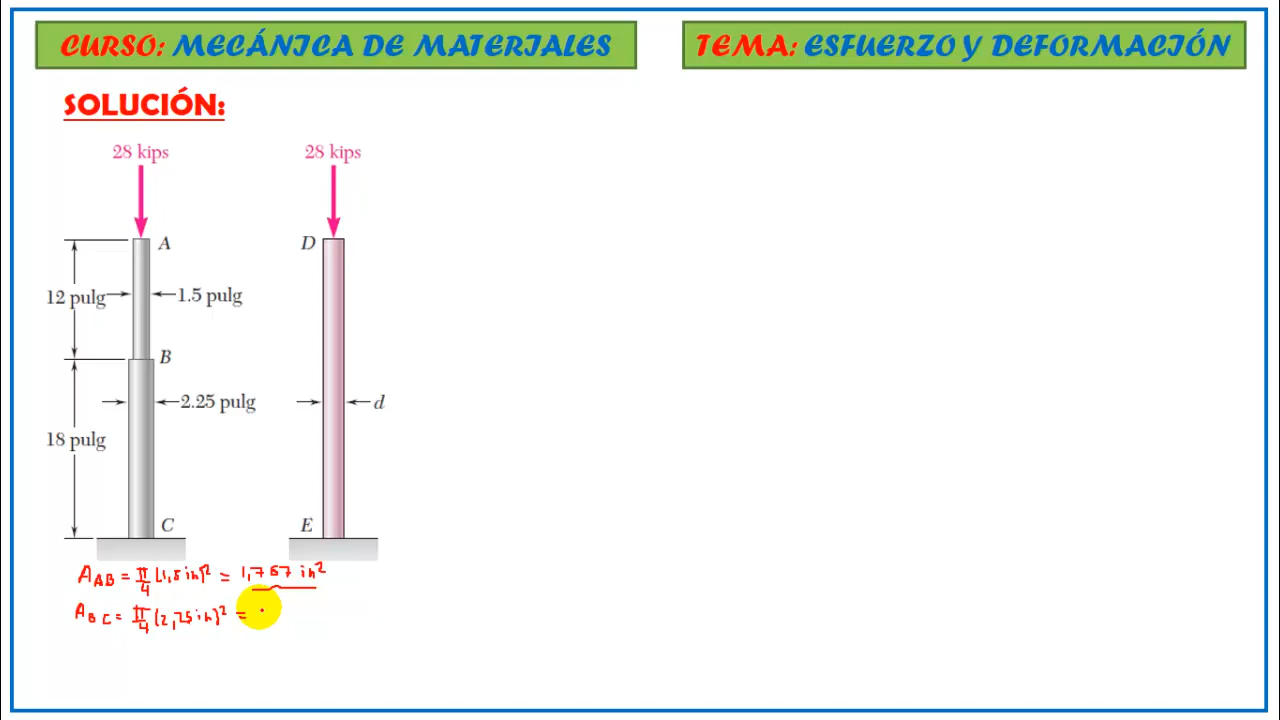 CURSO: MECÁNICA DE MATERIALES
TEMA: ESFUERZO Y DEFORMACIÓN
SOLUCIÓN:
28 kips
28 kips
A
D
12 pulg
1.5 pulg
B
2.25 pulg
d
18 pulg
C
E
A_AB = π/4 (1,5 in)² = 1,767 in²
A_BC = π/4 (2,25 in)² =